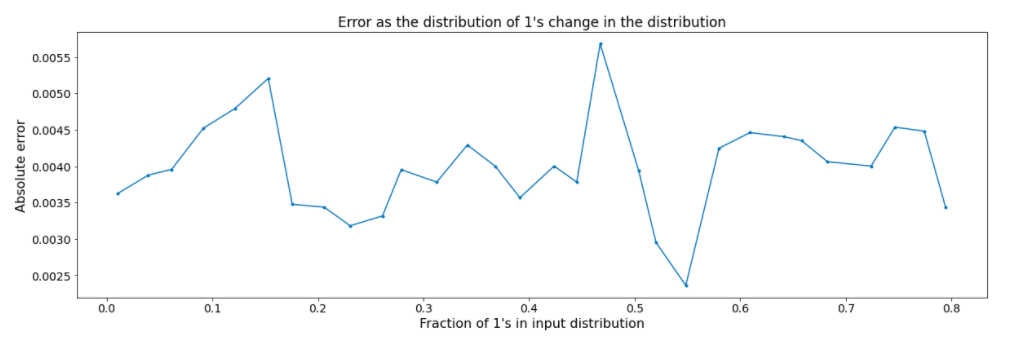 Error as the distribution of 1's change in the distribution
0.0055
0.0050
0.0045
0.0040
0.0035
0.0030
0.0025
Absolute error
0.0 0.1 0.2 0.3 0.4 0.5 0.6 0.7 0.8
Fraction of 1's in input distribution